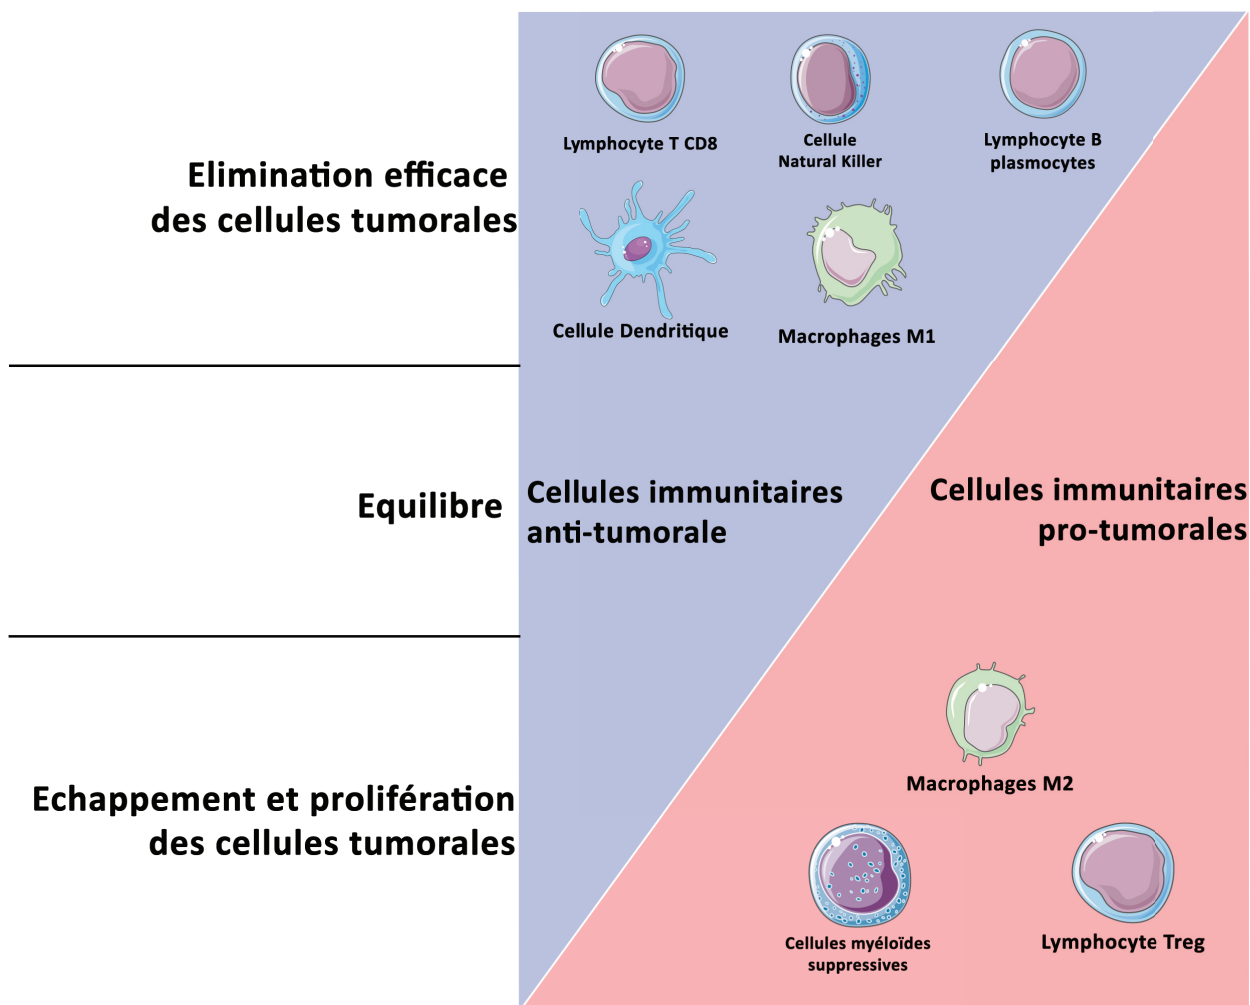 Elimination efficace
des cellules tumorales
Lymphocyte T CD8
Cellule
Natural Killer
Lymphocyte B
plasmocytes
Cellule Dendritique
Macrophages M1
Equilibre
Cellules immunitaires
anti-tumorale
Cellules immunitaires
pro-tumorales
Echappement et prolifération
des cellules tumorales
Macrophages M2
Cellules myéloïdes
suppressives
Lymphocyte Treg